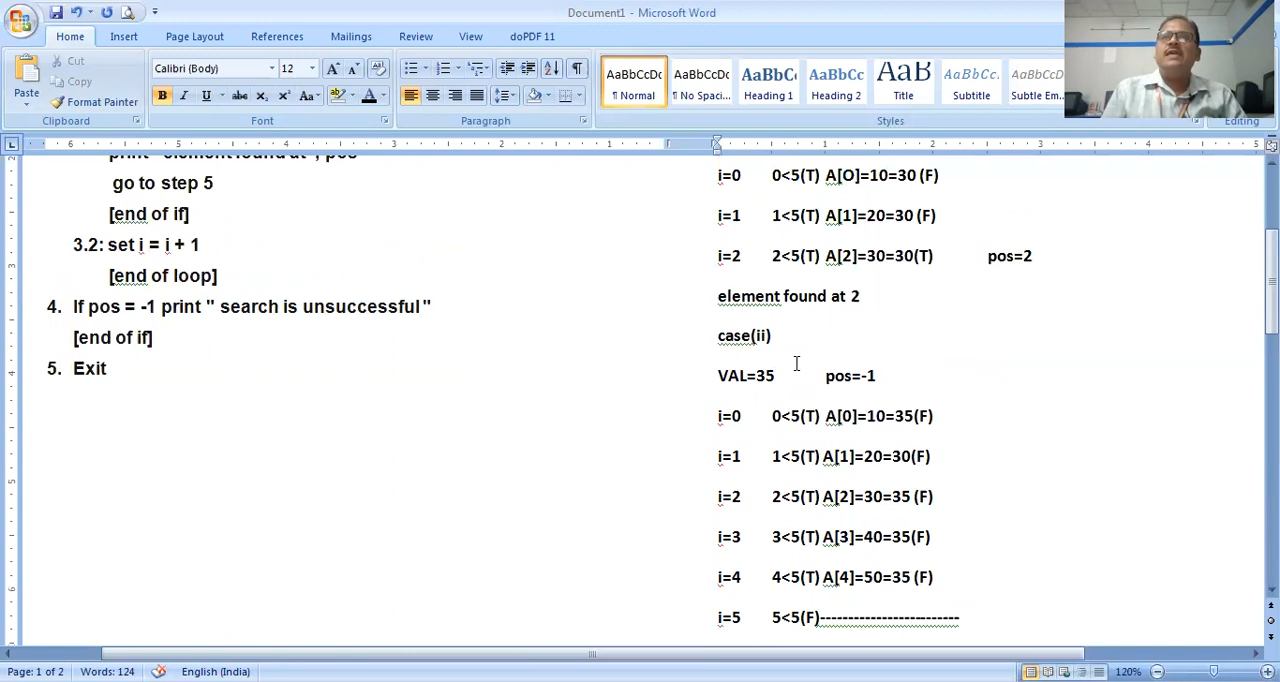 Document1 - Microsoft Word
Home Insert Page Layout References Mailings Review View doPDF 11
Cut
Copy
Format Painter
Paste
Clipboard
Calibri (Body) 12
Font
Paragraph
AaBbCcDc AaBbCcDc AaBbCc AaBbCc AaB AaBbCc. AaBbCcDc
¶ Normal ¶ No Spaci... Heading 1 Heading 2 Title Subtitle Subtle Em...
Styles
Editing
go to step 5
[end of if]
3.2: set i = i + 1
[end of loop]
4. If pos = -1 print " search is unsuccessful"
[end of if]
5. Exit
i=0 0<5(T) A[O]=10=30 (F)
i=1 1<5(T) A[1]=20=30 (F)
i=2 2<5(T) A[2]=30=30(T) pos=2
element found at 2
case(ii)
VAL=35 pos=-1
i=0 0<5(T) A[0]=10=35(F)
i=1 1<5(T) A[1]=20=30(F)
i=2 2<5(T) A[2]=30=35 (F)
i=3 3<5(T) A[3]=40=35(F)
i=4 4<5(T) A[4]=50=35 (F)
i=5 5<5(F)-------------------------
Page: 1 of 2 Words: 124 English (India) 120%